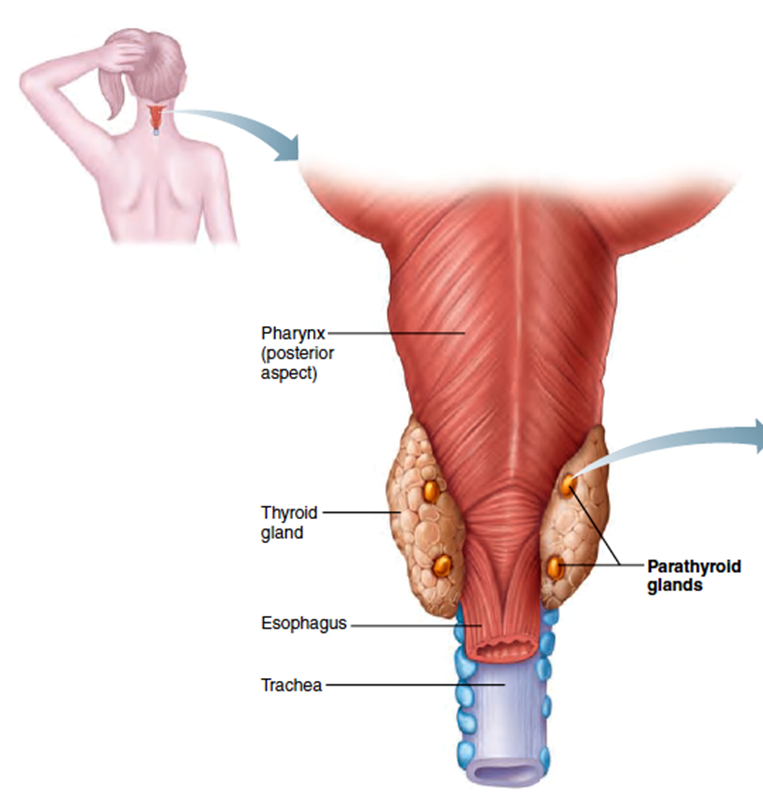 Pharynx
(posterior
aspect)
Thyroid
gland
Parathyroid
glands
Esophagus
Trachea